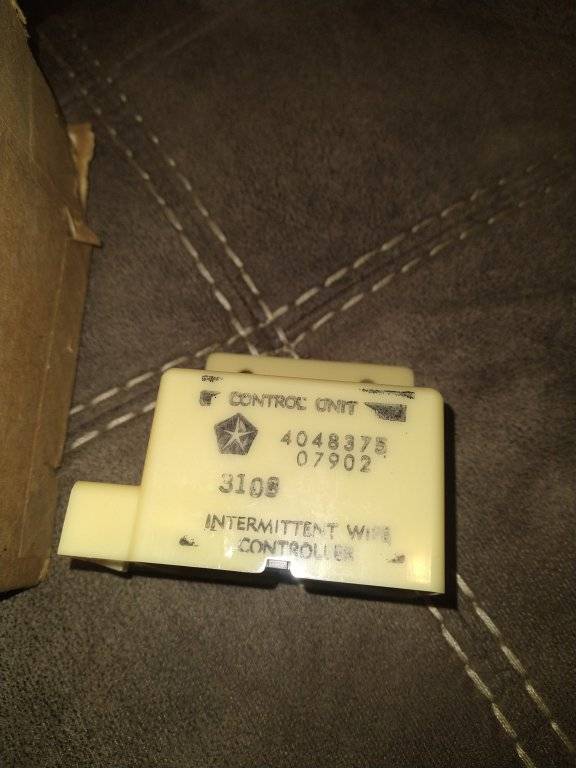 CONTROL UNIT
4048375
07902
3108
INTERMITTENT WIPE
CONTROLLER